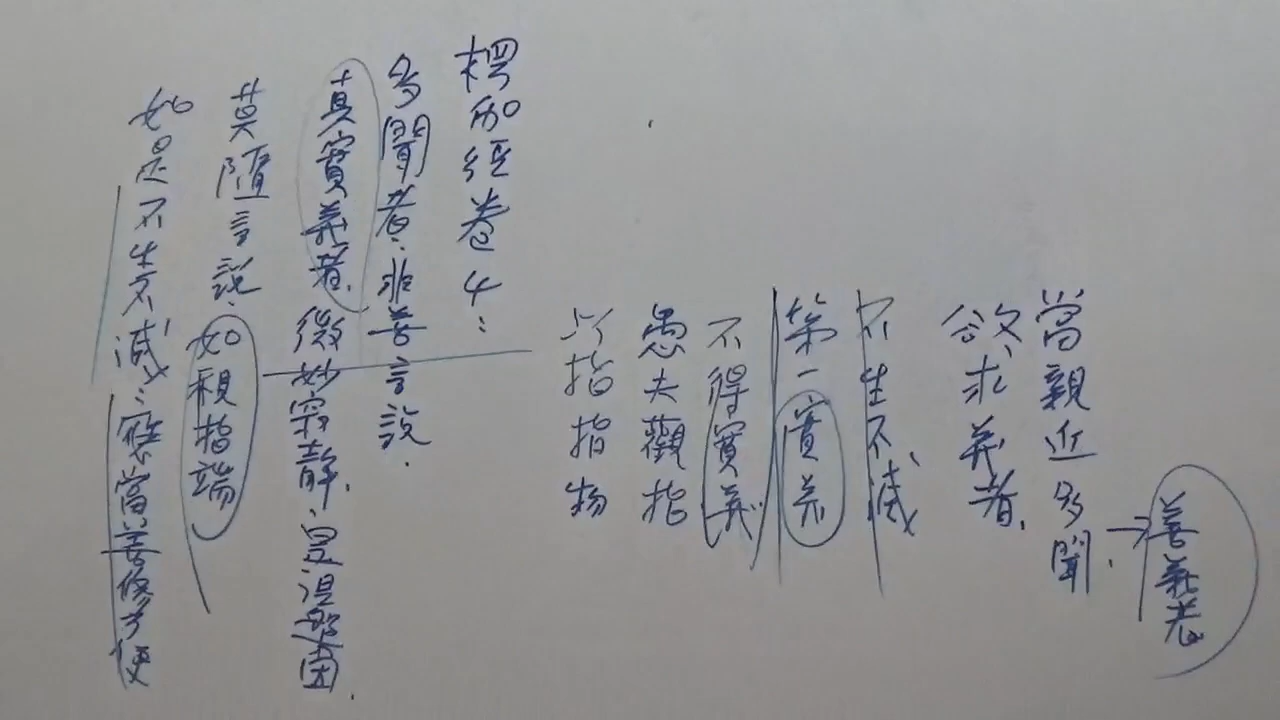 楞伽经卷4:
多聞者、非善言說.
真實義者、微妙寂靜、是涅槃因.
莫隨言說、如視指端
如是不生不滅、應當善修方便
當親近多聞. → 善義者
欲求義者、
不生不滅
第一實义
不得實義
愚夫觀指
以指指物